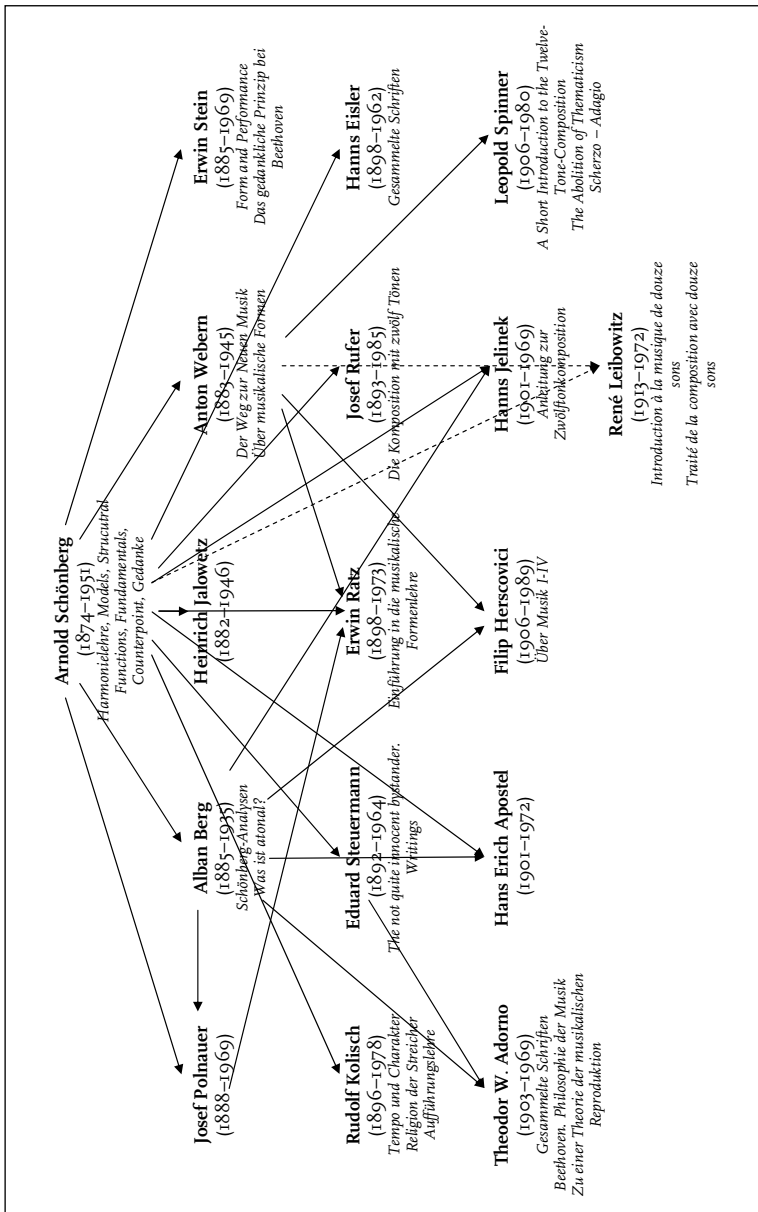 Arnold Schönberg
(1874–1951)
Harmonielehre, Models, Strucutral
Functions, Fundamentals,
Counterpoint, Gedanke
Josef Polnauer
(1888–1969)
Alban Berg
(1885–1935)
Schönberg-Analysen
Was ist atonal?
Heinrich Jalowetz
(1882–1946)
Anton Webern
(1883–1945)
Der Weg zur Neuen Musik
Über musikalische Formen
Erwin Stein
(1885–1969)
Form and Performance
Das gedankliche Prinzip bei
Beethoven
Rudolf Kolisch
(1896–1978)
Tempo und Charakter
Religion der Streicher
Aufführungslehre
Eduard Steuermann
(1892–1964)
The not quite innocent bystander.
Writings
Erwin Ratz
(1898–1973)
Einführung in die musikalische
Formenlehre
Josef Rufer
(1893–1985)
Die Komposition mit zwölf Tönen
Hanns Eisler
(1898–1962)
Gesammelte Schriften
Theodor W. Adorno
(1903–1969)
Gesammelte Schriften
Beethoven. Philosophie der Musik
Zu einer Theorie der musikalischen
Reproduktion
Hans Erich Apostel
(1901–1972)
Filip Herscovici
(1906–1989)
Über Musik I-IV
Hanns Jelinek
(1901–1969)
Anleitung zur
Zwölftonkomposition
Leopold Spinner
(1906–1980)
A Short Introduction to the Twelve-
Tone-Composition
The Abolition of Thematicism
Scherzo – Adagio
René Leibowitz
(1913–1972)
Introduction à la musique de douze
sons
Traité de la composition avec douze
sons